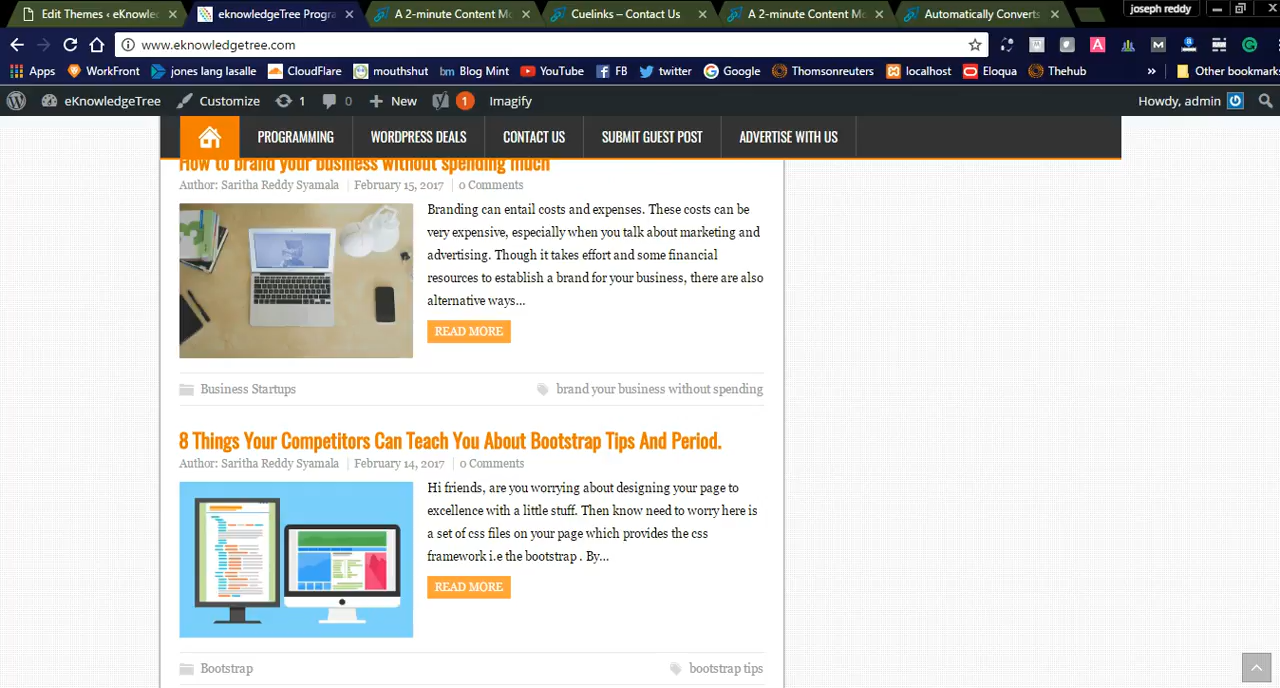 Edit Themes ‹ eKnowled
eknowledgeTree Progra
A 2-minute Content Mo
Cuelinks – Contact Us
A 2-minute Content Mo
Automatically Converts
joseph reddy
www.eknowledgetree.com
Apps WorkFront jones lang lasalle CloudFlare mouthshut bm Blog Mint YouTube FB twitter Google Thomsonreuters localhost Eloqua Thehub » Other bookmarks
eKnowledgeTree Customize 1 0 New 1 Imagify Howdy, admin
PROGRAMMING WORDPRESS DEALS CONTACT US SUBMIT GUEST POST ADVERTISE WITH US
How to brand your business without spending much
Author: Saritha Reddy Syamala February 15, 2017 0 Comments
Branding can entail costs and expenses. These costs can be
very expensive, especially when you talk about marketing and
advertising. Though it takes effort and some financial
resources to establish a brand for your business, there are also
alternative ways...
READ MORE
Business Startups brand your business without spending
8 Things Your Competitors Can Teach You About Bootstrap Tips And Period.
Author: Saritha Reddy Syamala February 14, 2017 0 Comments
Hi friends, are you worrying about designing your page to
excellence with a little stuff. Then know need to worry here is
a set of css files on your page which provides the css
framework i.e the bootstrap . By...
READ MORE
Bootstrap bootstrap tips